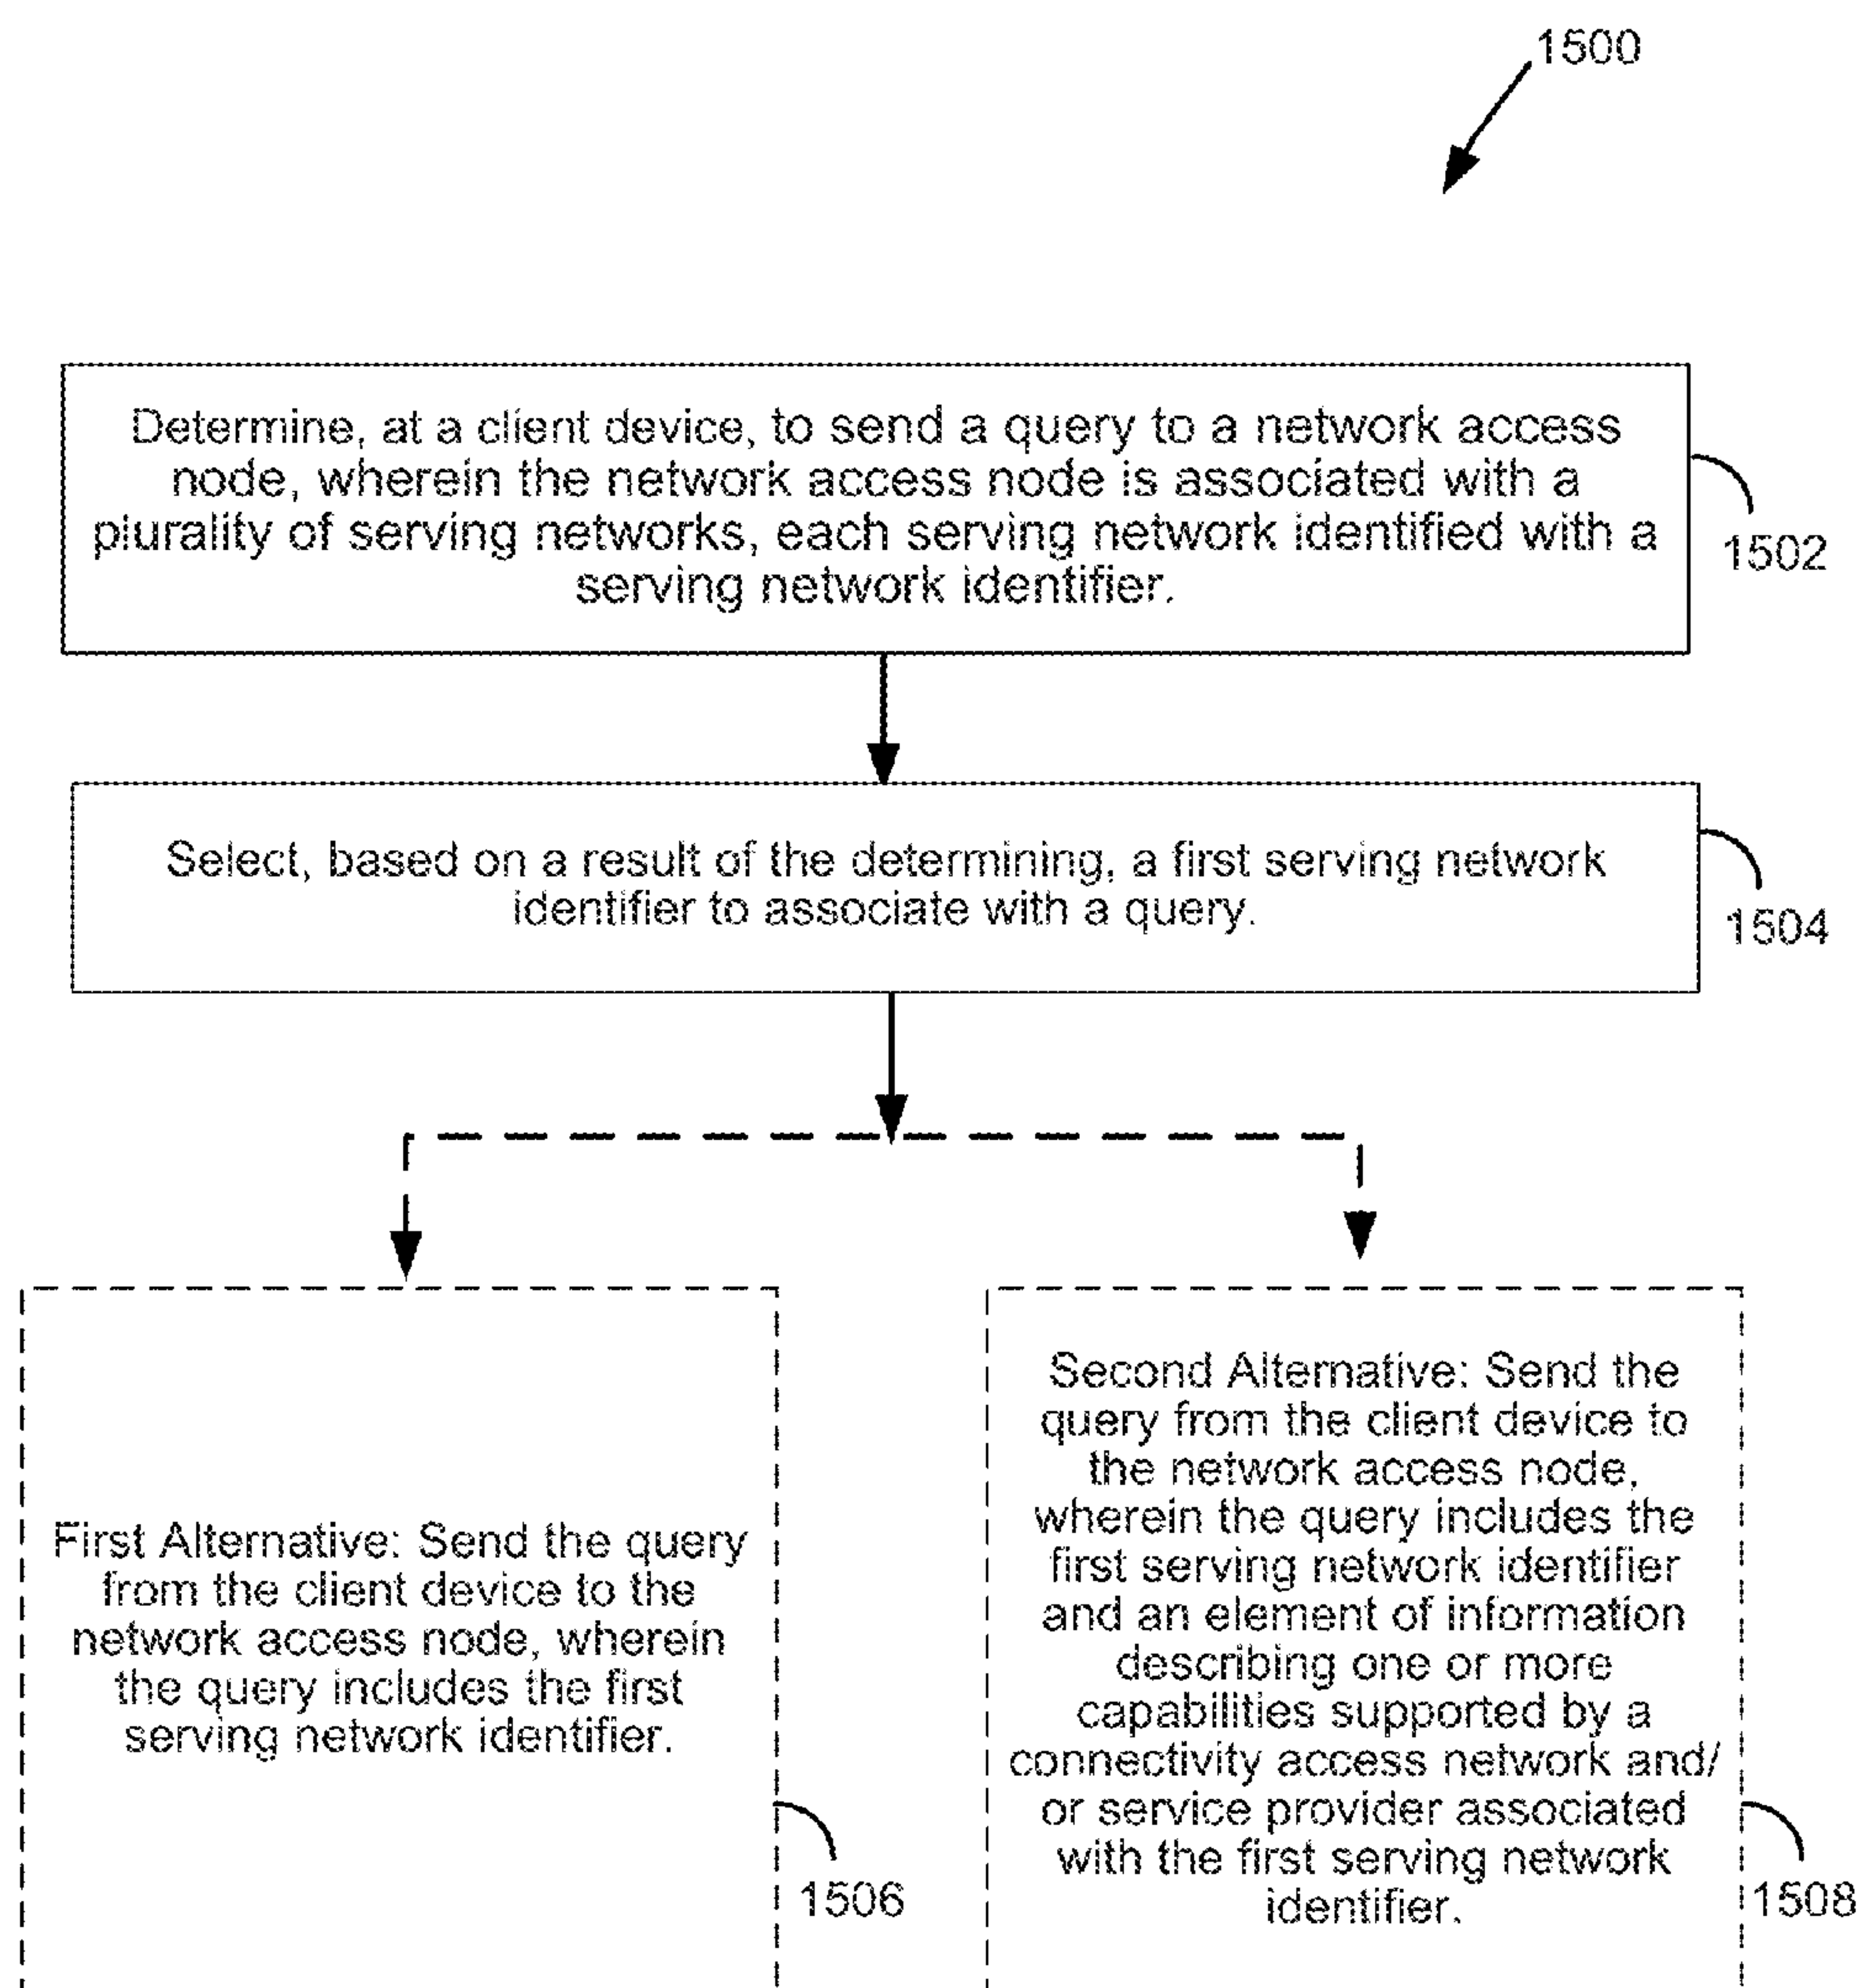 1500
Determine, at a client device, to send a query to a network access
node, wherein the network access node is associated with a
plurality of serving networks, each serving network identified with a
serving network identifier.
1502
Select, based on a result of the determining, a first serving network
identifier to associate with a query.
1504
First Alternative: Send the query
from the client device to the
network access node, wherein
the query includes the first
serving network identifier.
1506
Second Alternative: Send the
query from the client device to
the network access node,
wherein the query includes the
first serving network identifier
and an element of information
describing one or more
capabilities supported by a
connectivity access network and/
or service provider associated
with the first serving network
identifier.
1508